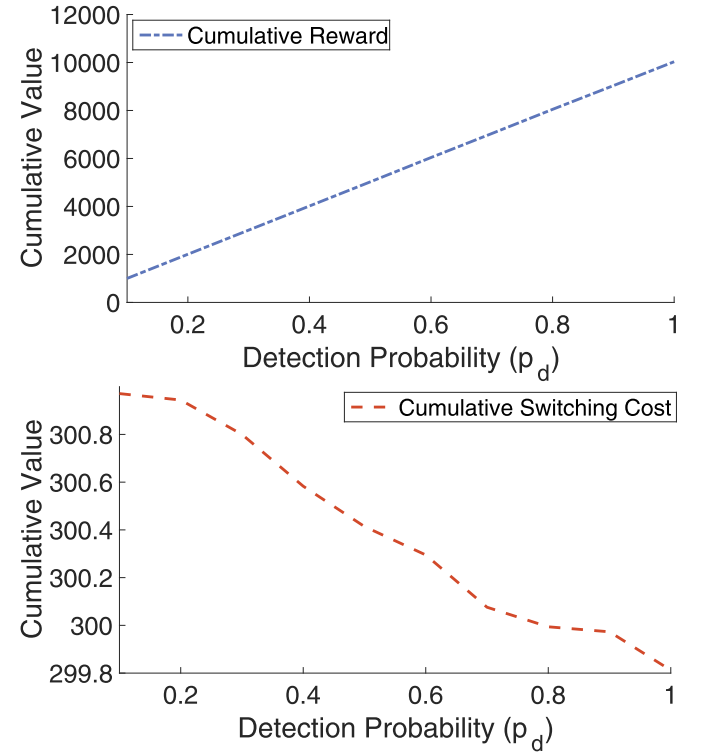 12000
10000
8000
6000
4000
2000
0
Cumulative Value
Cumulative Reward
0.2 0.4 0.6 0.8 1
Detection Probability (p_d)
300.8
300.6
300.4
300.2
300
299.8
Cumulative Value
Cumulative Switching Cost
0.2 0.4 0.6 0.8 1
Detection Probability (p_d)